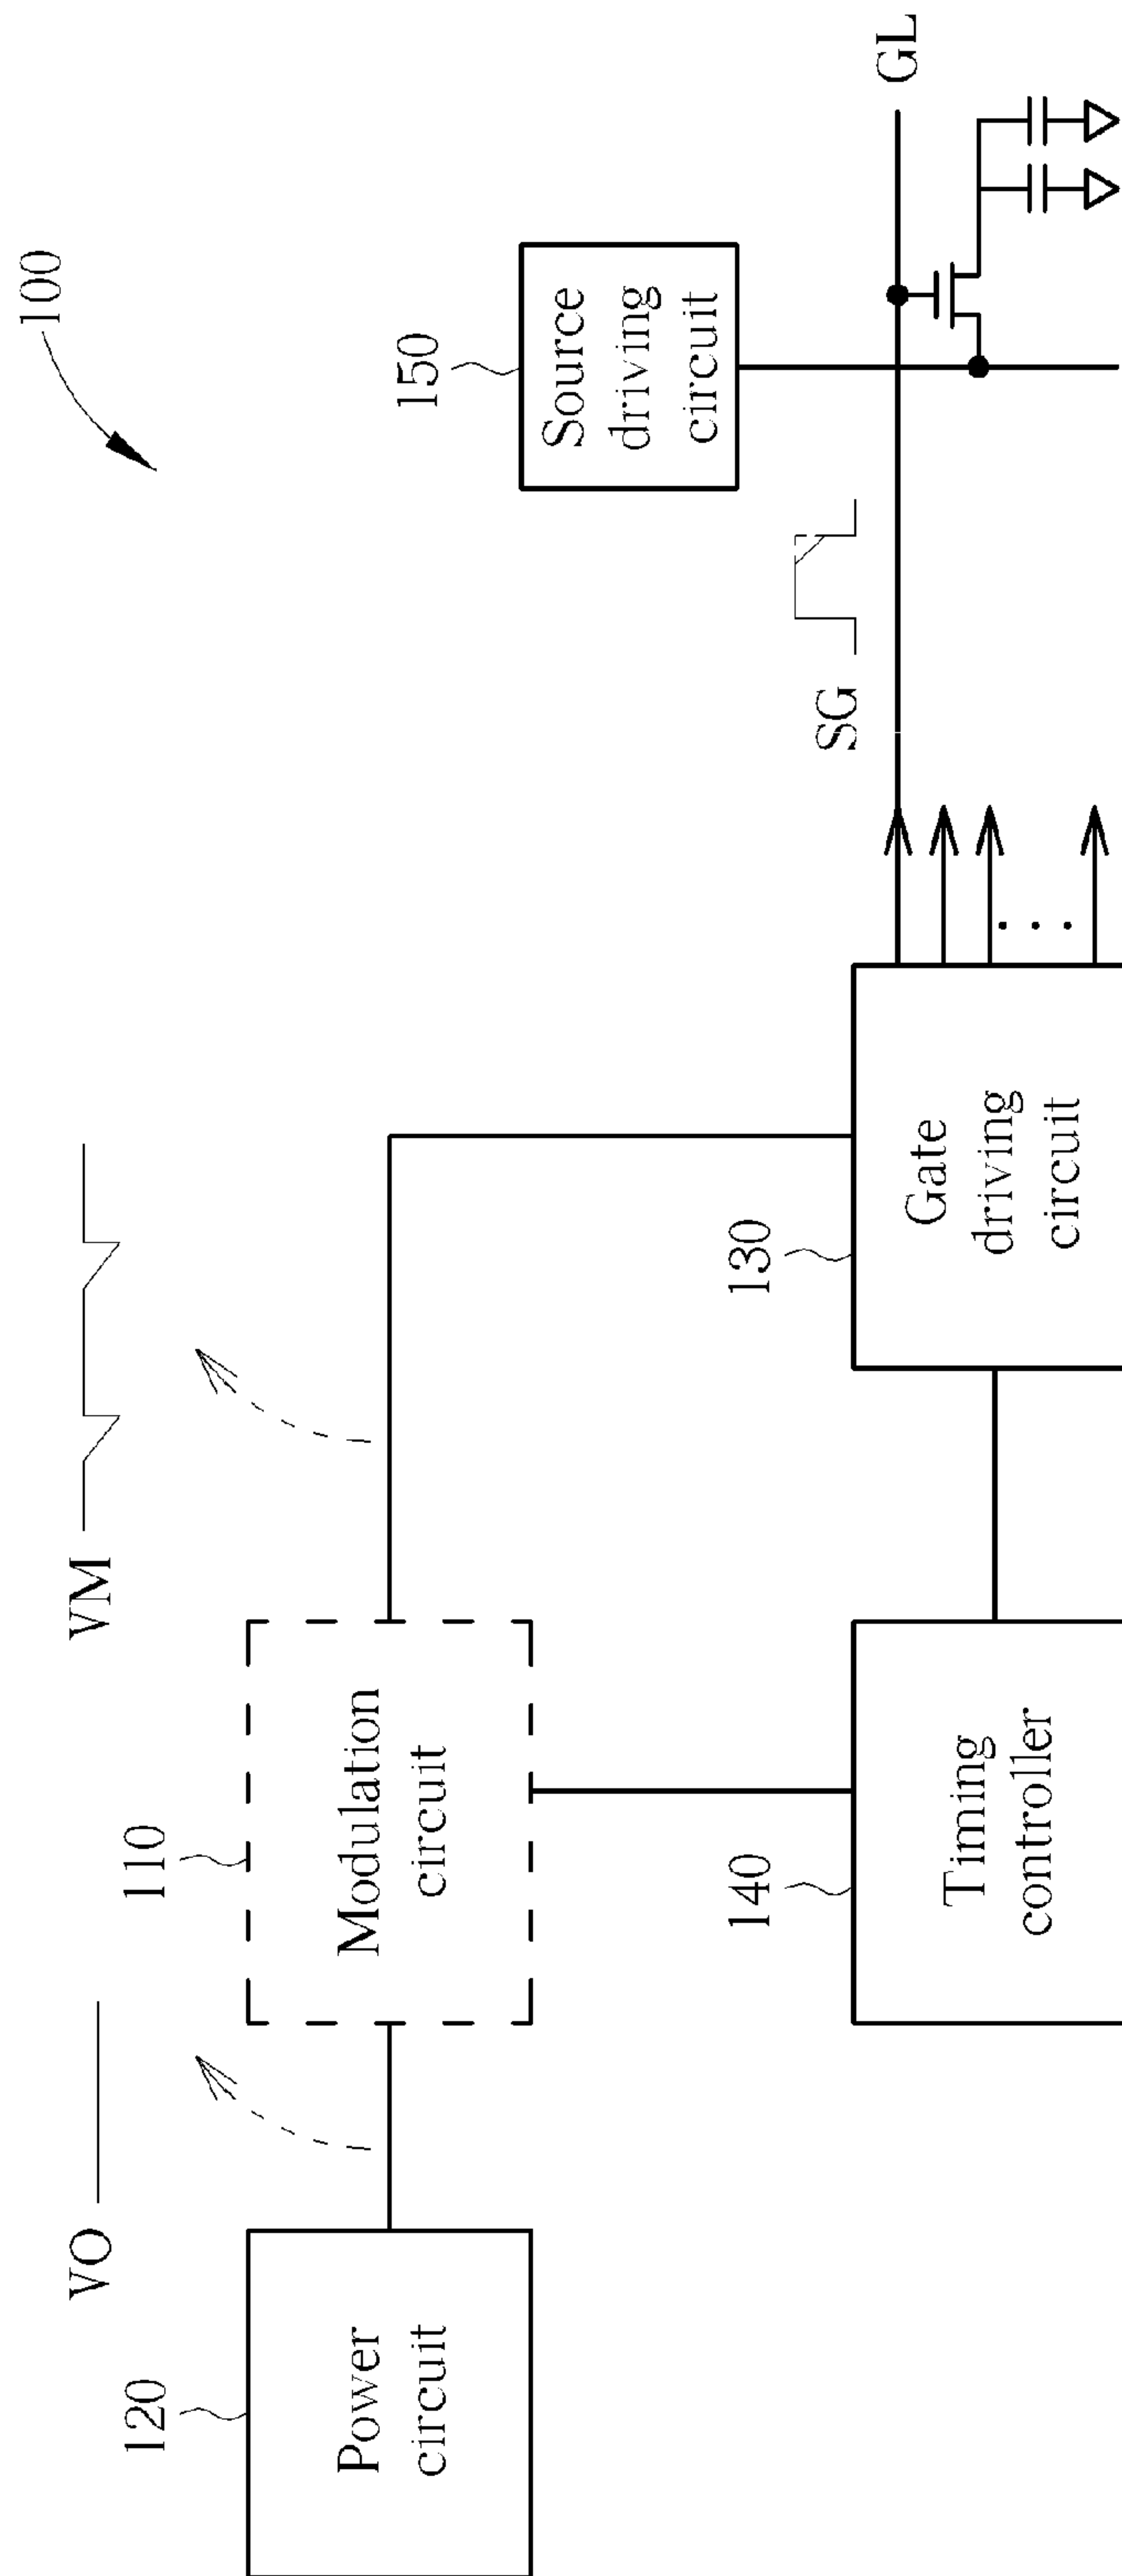 100
VO
VM
120
Power
circuit
110
Modulation
circuit
150
Source
driving
circuit
SG
GL
140
Timing
controller
130
Gate
driving
circuit